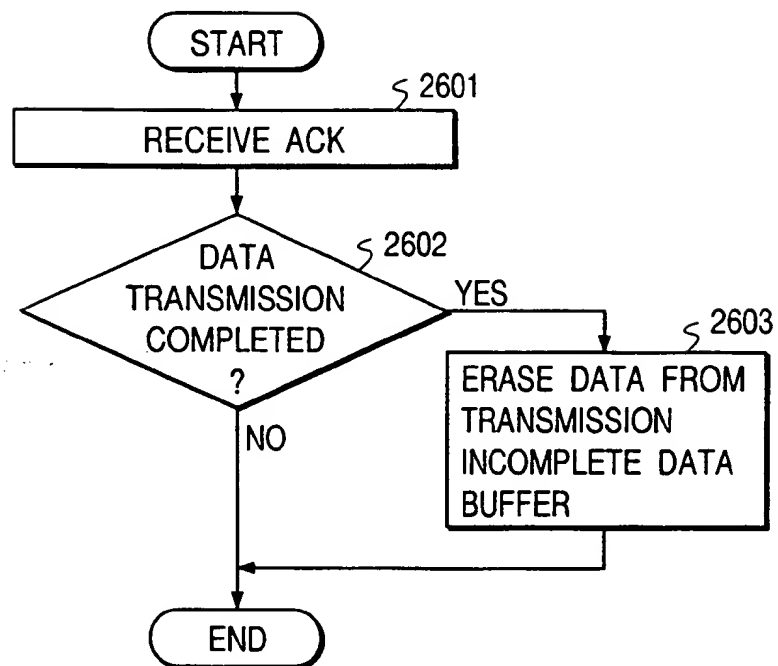 START
2601
RECEIVE ACK
2602
DATA
TRANSMISSION
COMPLETED
?
YES
2603
ERASE DATA FROM
TRANSMISSION
INCOMPLETE DATA
BUFFER
NO
END